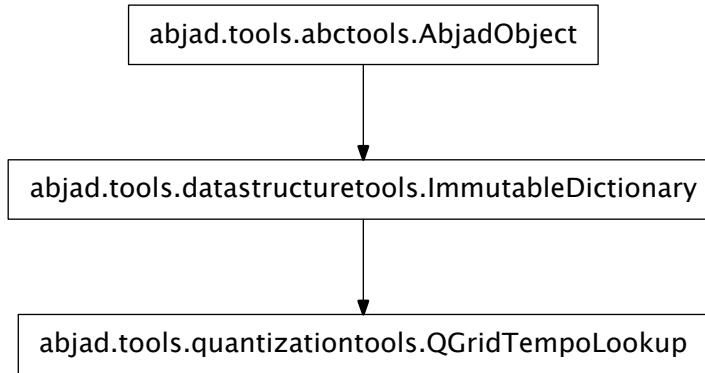 abjad.tools.abctools.AbjadObject
abjad.tools.datastructuretools.ImmutableDictionary
abjad.tools.quantizationtools.QGridTempoLookup